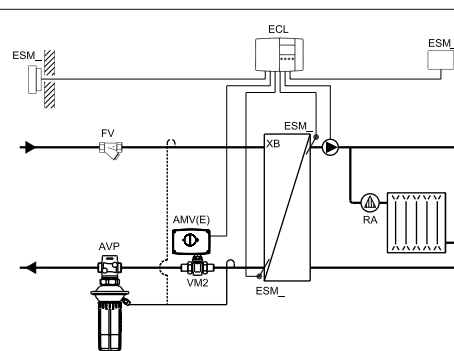 ECL
ESM_
ESM_
FV
ESM_
XB
AMV(E)
RA
AVP
VM2
ESM_